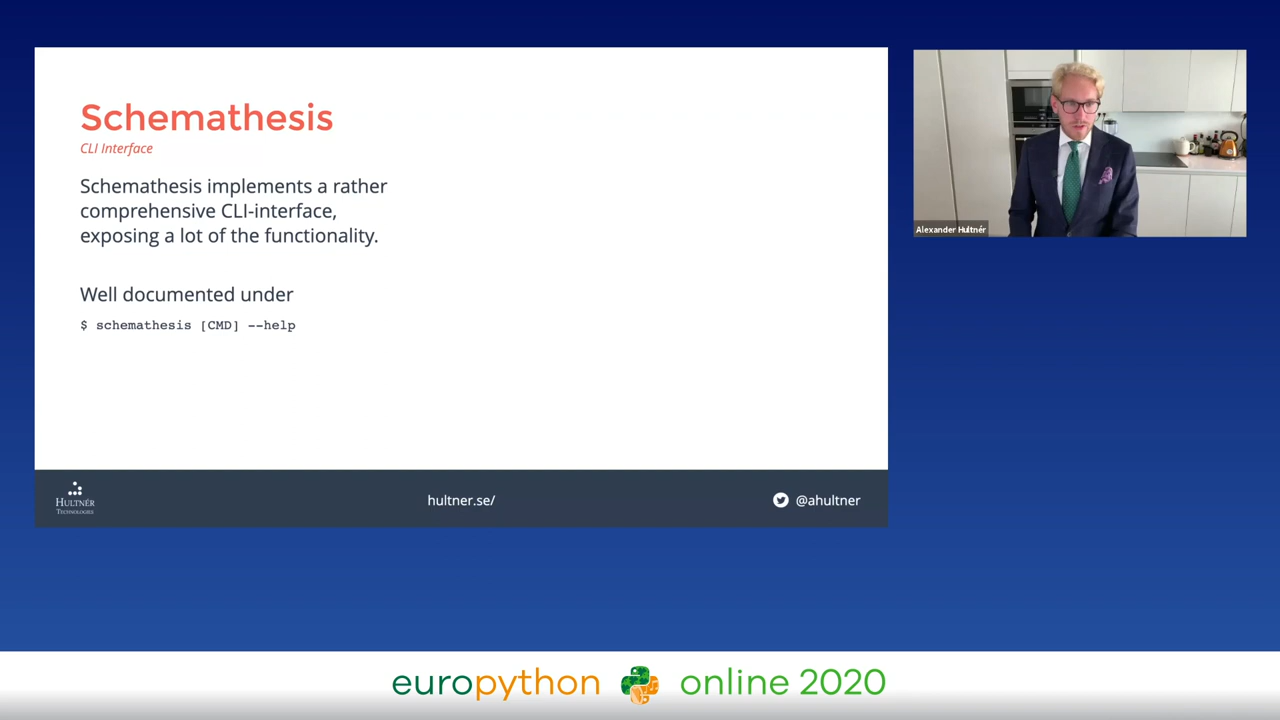 Schemathesis
CLI Interface
Schemathesis implements a rather
comprehensive CLI-interface,
exposing a lot of the functionality.
Well documented under
$ schemathesis [CMD] --help
HULTNÉR
TECHNOLOGIES
hultner.se/
@ahultner
Alexander Hultnér
europython online 2020